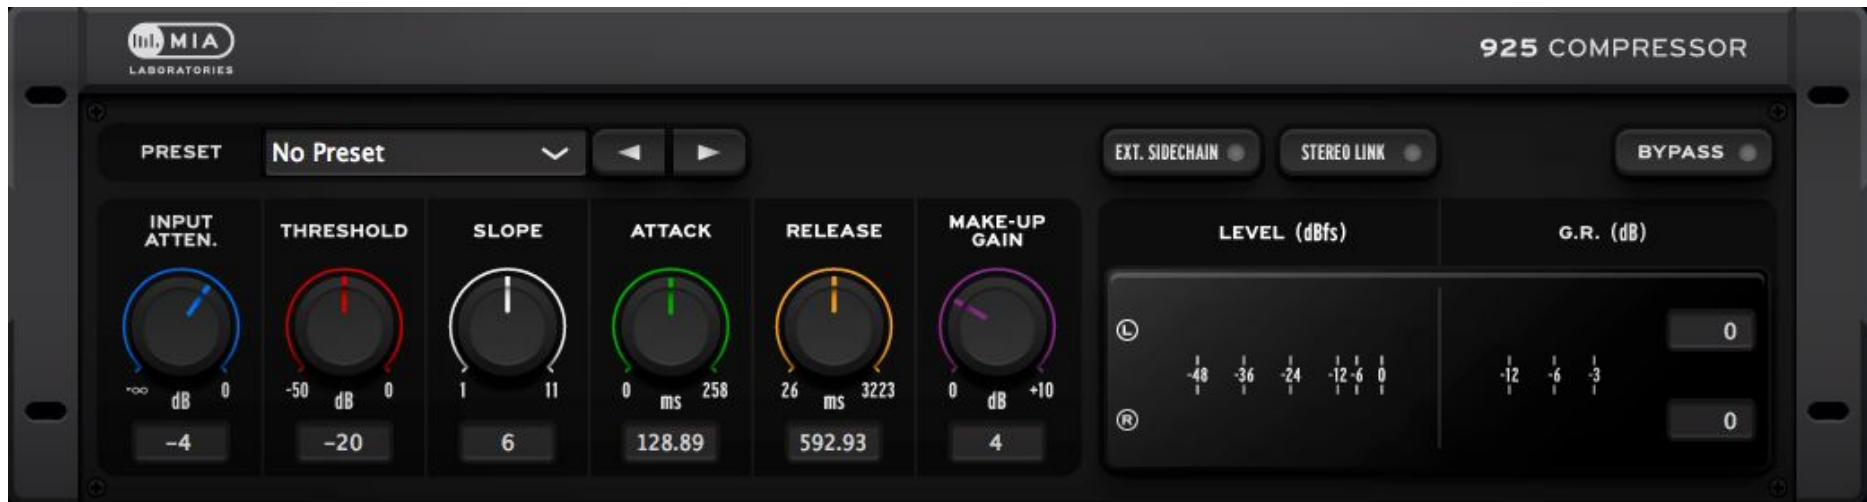 MIA
LABORATORIES
925 COMPRESSOR
PRESET No Preset EXT. SIDECHAIN STEREO LINK BYPASS
INPUT ATTEN.
-∞ dB 0
-4
THRESHOLD
-50 dB 0
-20
SLOPE
1 11
6
ATTACK
0 ms 258
128.89
RELEASE
26 ms 3223
592.93
MAKE-UP GAIN
0 dB +10
4
LEVEL (dBfs)
G.R. (dB)
L
0
-48 -36 -24 -12 -6 0
-12 -6 -3
R
0